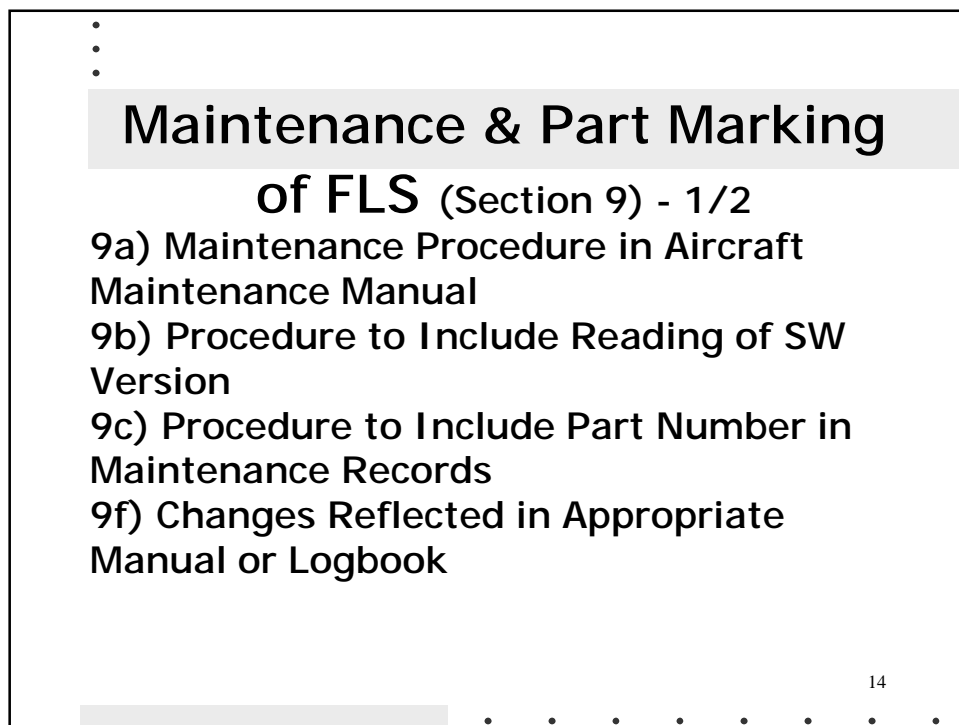 Maintenance & Part Marking
of FLS (Section 9) - 1/2
9a) Maintenance Procedure in Aircraft
Maintenance Manual
9b) Procedure to Include Reading of SW
Version
9c) Procedure to Include Part Number in
Maintenance Records
9f) Changes Reflected in Appropriate
Manual or Logbook
14